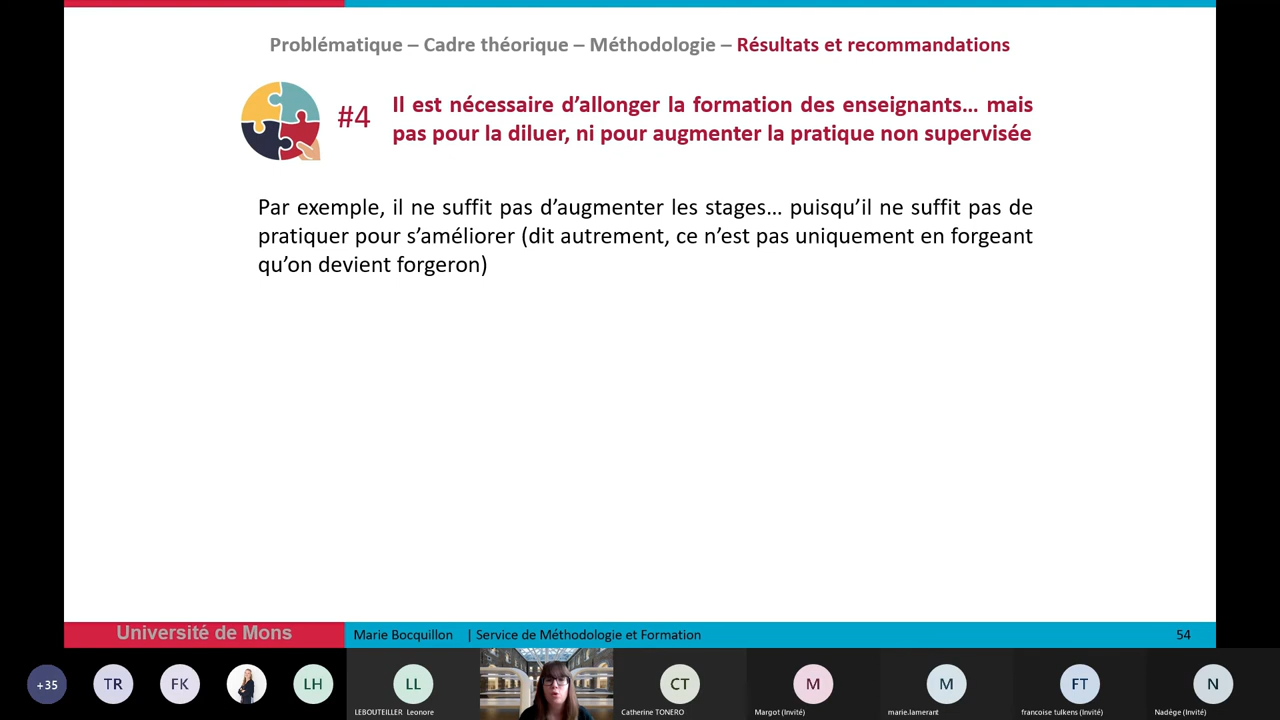 Problématique – Cadre théorique – Méthodologie – Résultats et recommandations
#4
Il est nécessaire d’allonger la formation des enseignants… mais
pas pour la diluer, ni pour augmenter la pratique non supervisée
Par exemple, il ne suffit pas d’augmenter les stages… puisqu’il ne suffit pas de
pratiquer pour s’améliorer (dit autrement, ce n’est pas uniquement en forgeant
qu’on devient forgeron)
Université de Mons
Marie Bocquillon | Service de Méthodologie et Formation
54
+35
TR
FK
LH
LL
LEBOUTEILLER Leonore
CT
Catherine TONERO
M
Margot (Invité)
M
marie.lamerant
FT
francoise tulkens (Invité)
N
Nadège (Invité)